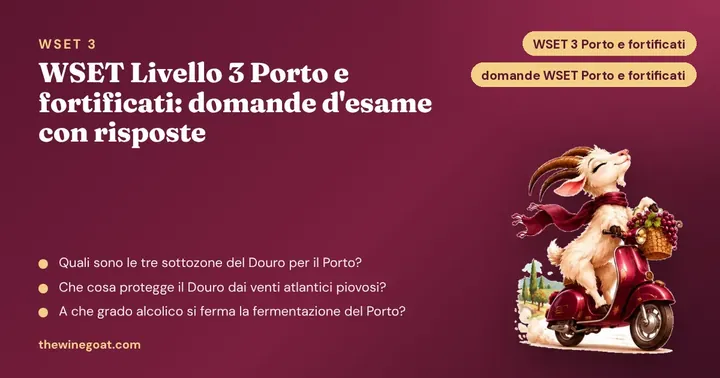 WSET 3
WSET Livello 3 Porto e
fortificati: domande d'esame
con risposte
WSET 3 Porto e fortificati
domande WSET Porto e fortificati
Quali sono le tre sottozone del Douro per il Porto?
Che cosa protegge il Douro dai venti atlantici piovosi?
A che grado alcolico si ferma la fermentazione del Porto?
thewinegoat.com